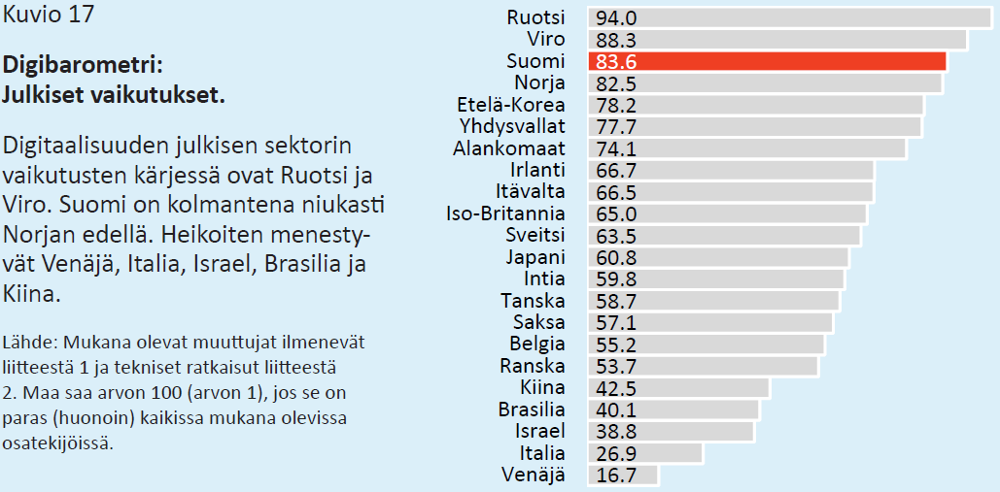 Kuvio 17
Digibarometri:
Julkiset vaikutukset.
Digitaalisuuden julkisen sektorin
vaikutusten kärjessä ovat Ruotsi ja
Viro. Suomi on kolmantena niukasti
Norjan edellä. Heikoiten menesty-
vät Venäjä, Italia, Israel, Brasilia ja
Kiina.
Lähde: Mukana olevat muuttujat ilmenevät
liitteestä 1 ja tekniset ratkaisut liitteestä
2. Maa saa arvon 100 (arvon 1), jos se on
paras (huonoin) kaikissa mukana olevissa
osatekijöissä.
Ruotsi 94.0
Viro 88.3
Suomi 83.6
Norja 82.5
Etelä-Korea 78.2
Yhdysvallat 77.7
Alankomaat 74.1
Irlanti 66.7
Itävalta 66.5
Iso-Britannia 65.0
Sveitsi 63.5
Japani 60.8
Intia 59.8
Tanska 58.7
Saksa 57.1
Belgia 55.2
Ranska 53.7
Kiina 42.5
Brasilia 40.1
Israel 38.8
Italia 26.9
Venäjä 16.7